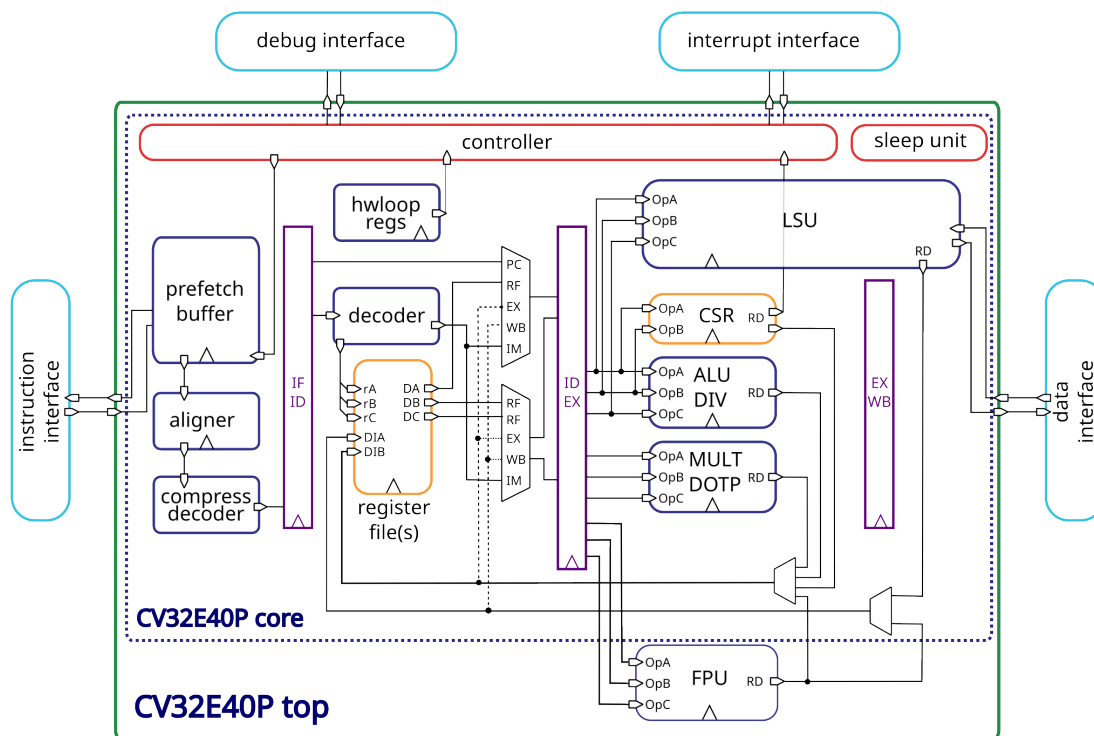 debug interface
interrupt interface
controller
sleep unit
hwloop
regs
LSU
OpA
OpB
OpC
RD
prefetch
buffer
aligner
compress
decoder
instruction
interface
IF
ID
decoder
rA
rB
rC
DIA
DIB
DA
DB
DC
register
file(s)
PC
RF
EX
WB
IM
RF
RF
EX
WB
IM
ID
EX
CSR
OpA
OpB
RD
ALU
DIV
OpA
OpB
OpC
RD
MULT
DOTP
OpA
OpB
OpC
RD
EX
WB
data
interface
FPU
OpA
OpB
OpC
RD
CV32E40P core
CV32E40P top